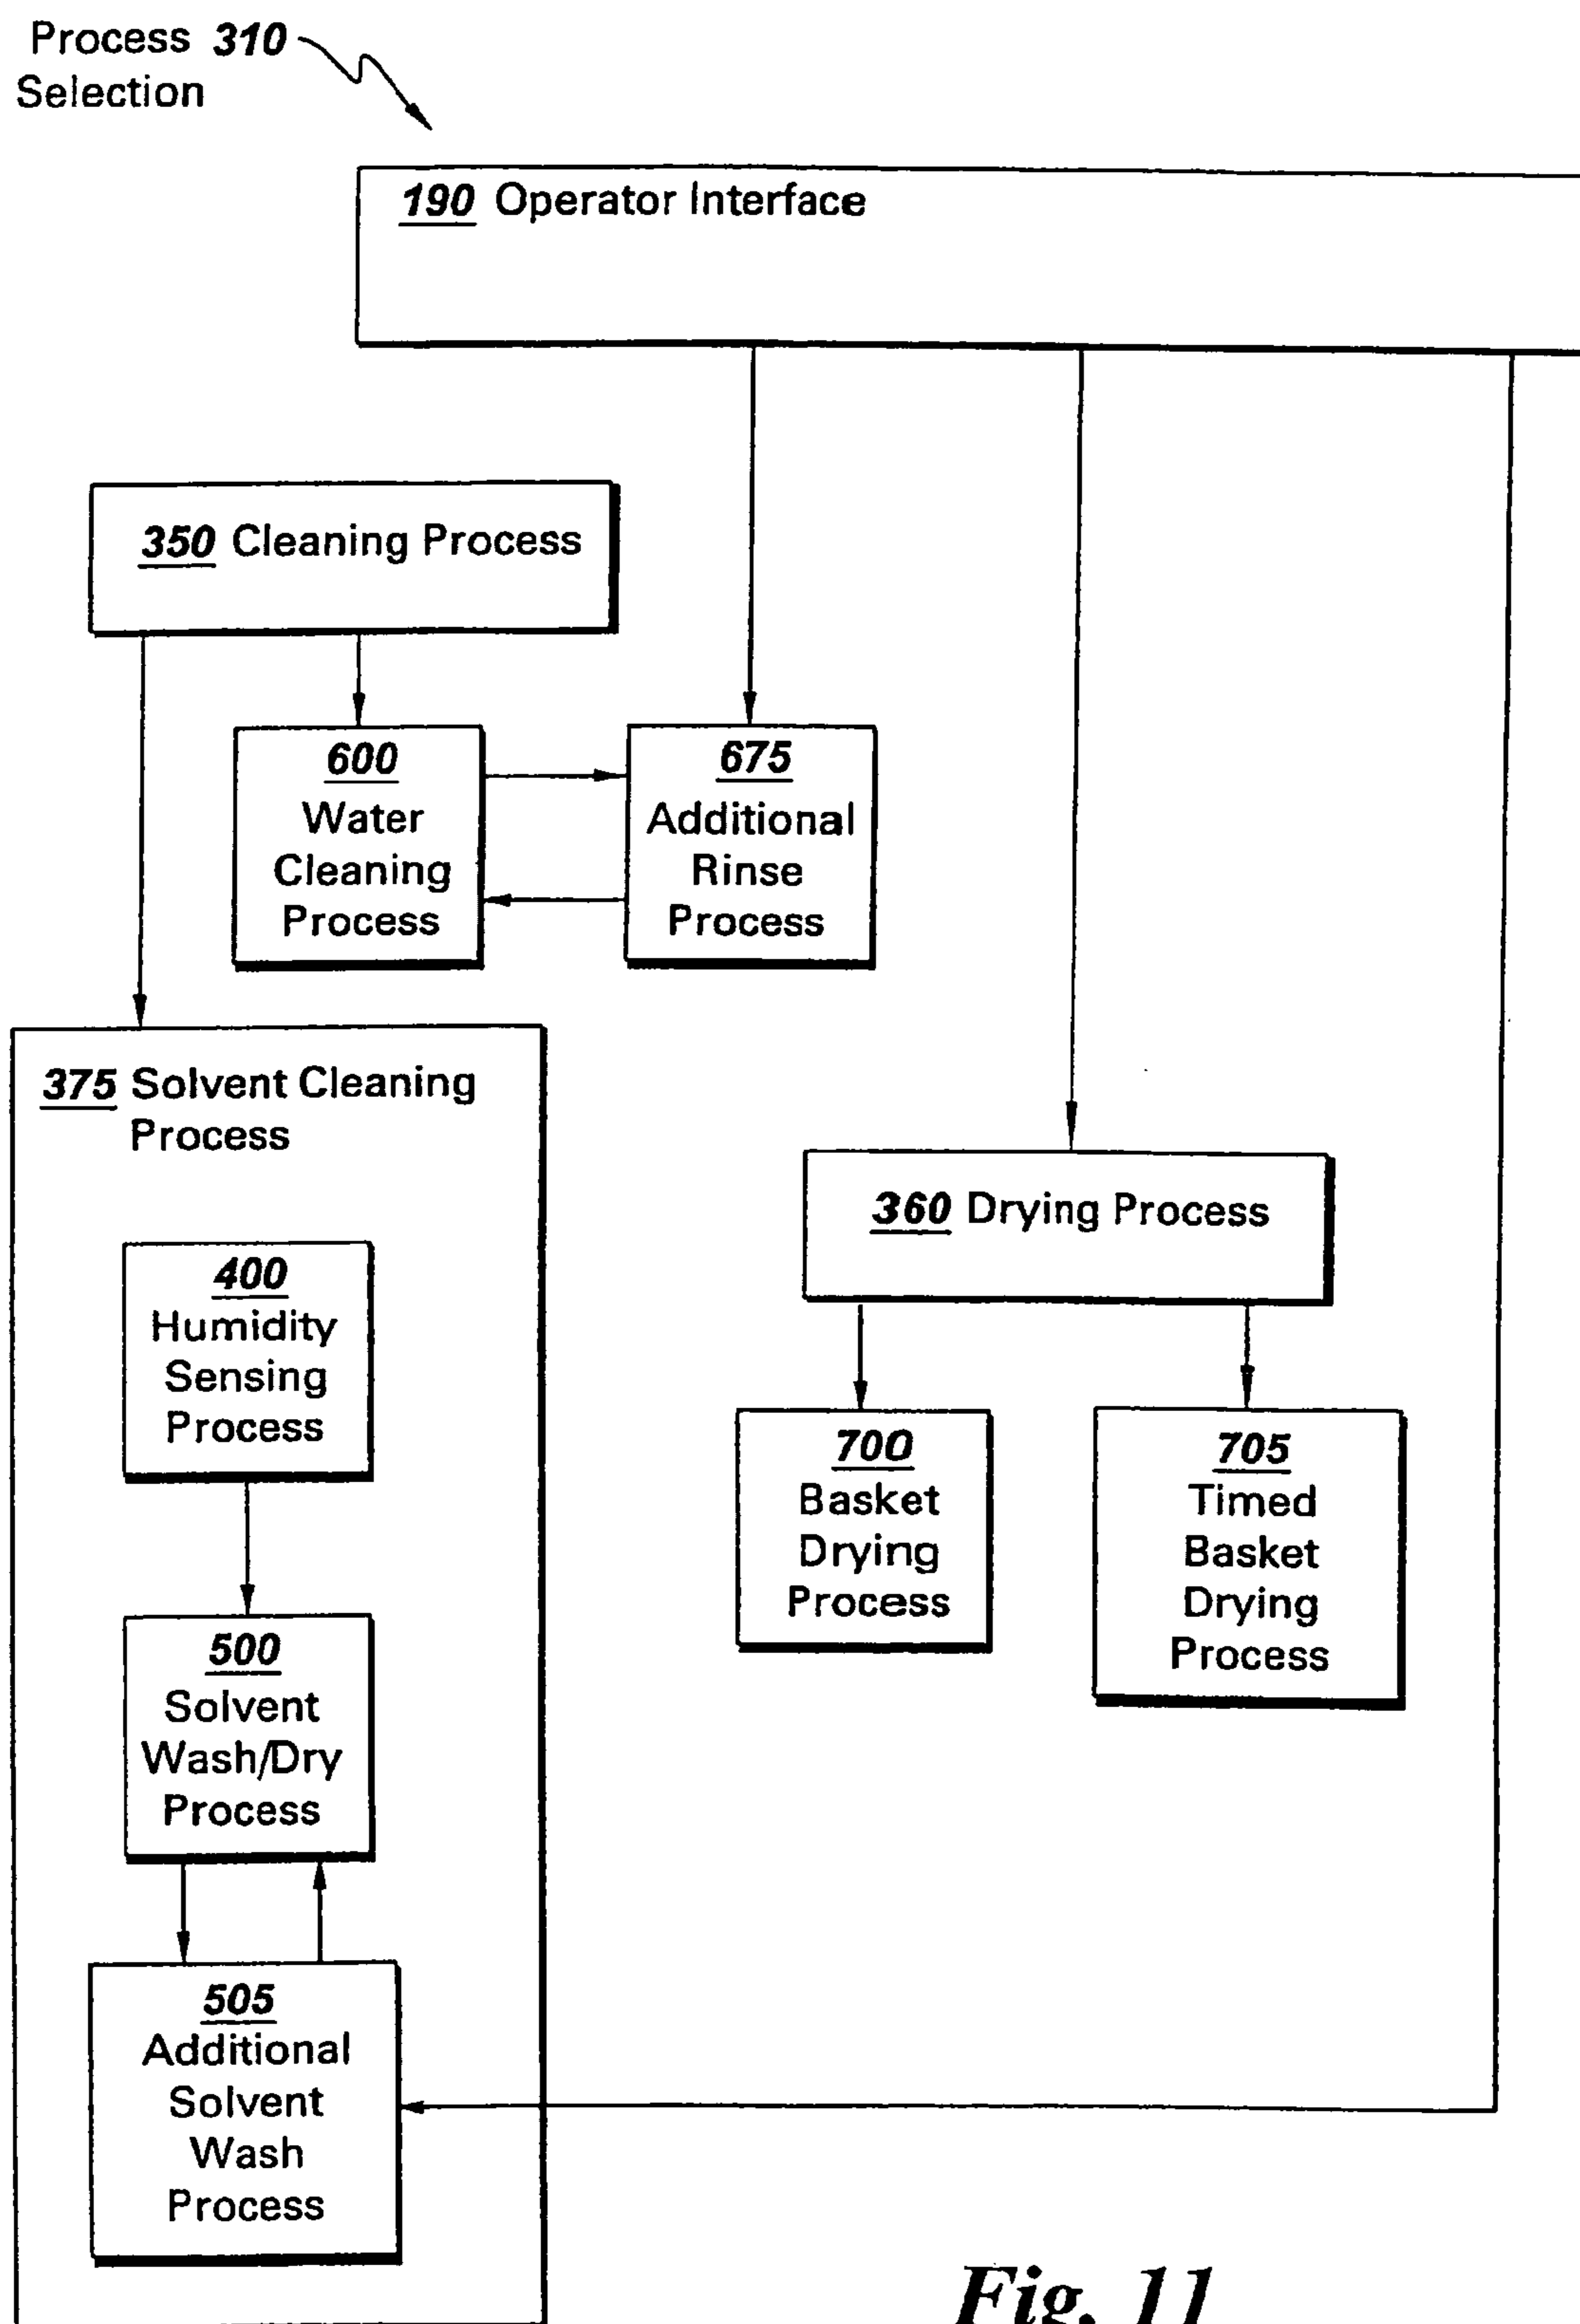 Process 310
Selection
190 Operator Interface
350 Cleaning Process
600
Water
Cleaning
Process
675
Additional
Rinse
Process
375 Solvent Cleaning
Process
400
Humidity
Sensing
Process
500
Solvent
Wash/Dry
Process
505
Additional
Solvent
Wash
Process
360 Drying Process
700
Basket
Drying
Process
705
Timed
Basket
Drying
Process
Fig. 11